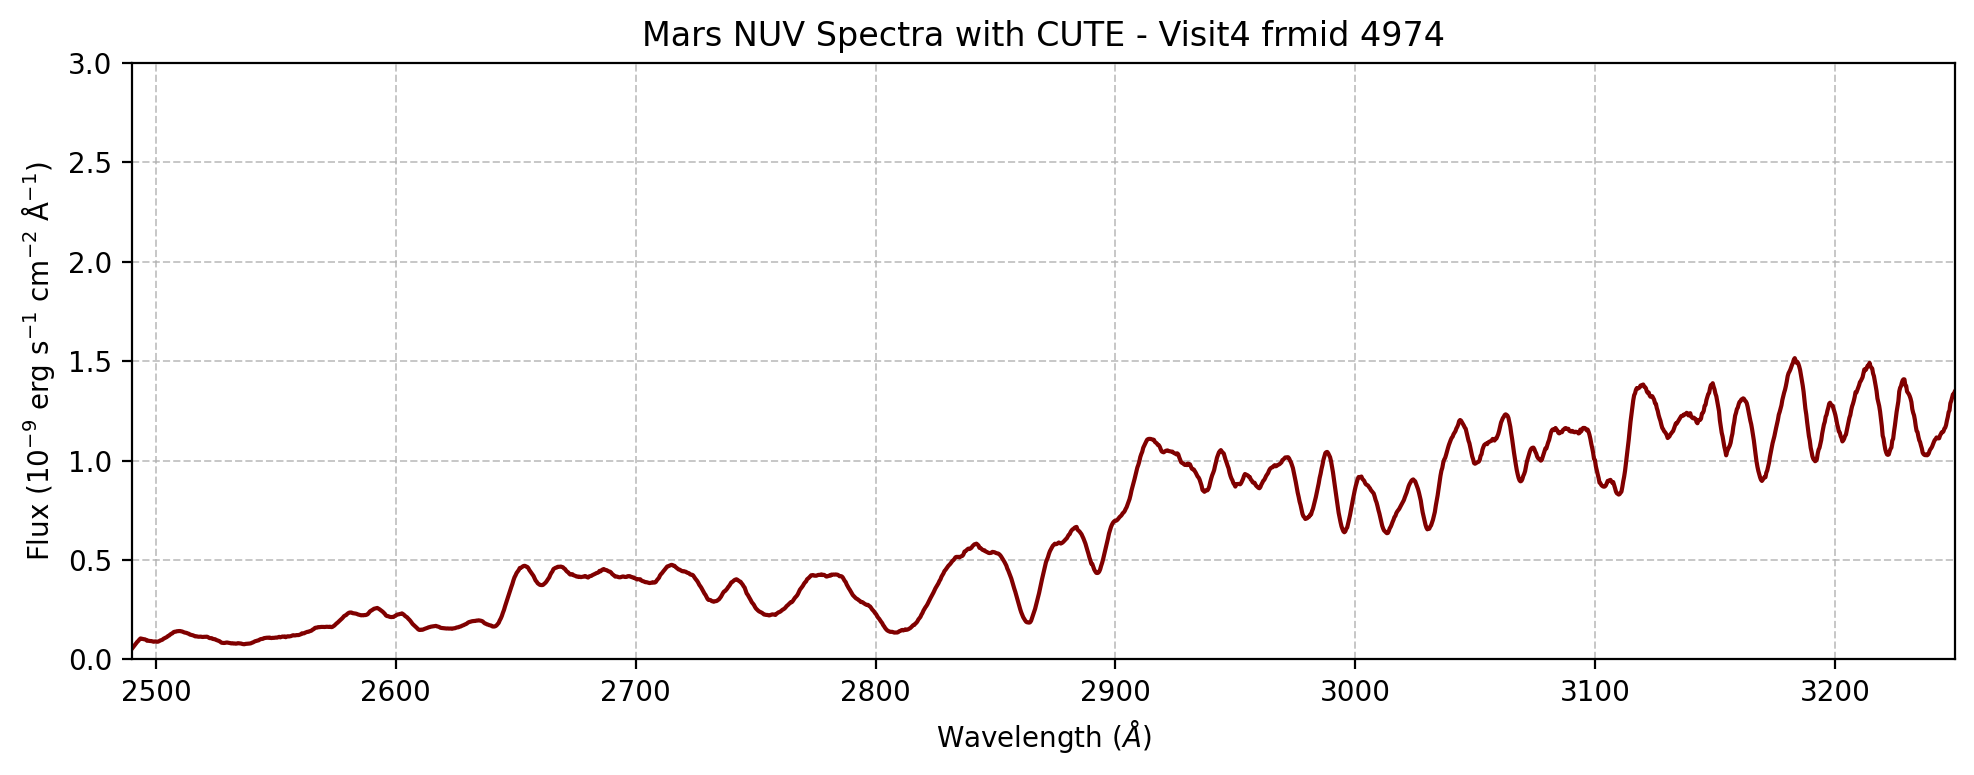 Mars NUV Spectra with CUTE - Visit4 frmid 4974
3.0
2.5
2.0
1.5
1.0
0.5
0.0
Flux (10⁻⁹ erg s⁻¹ cm⁻² Å⁻¹)
2500 2600 2700 2800 2900 3000 3100 3200
Wavelength (Å)